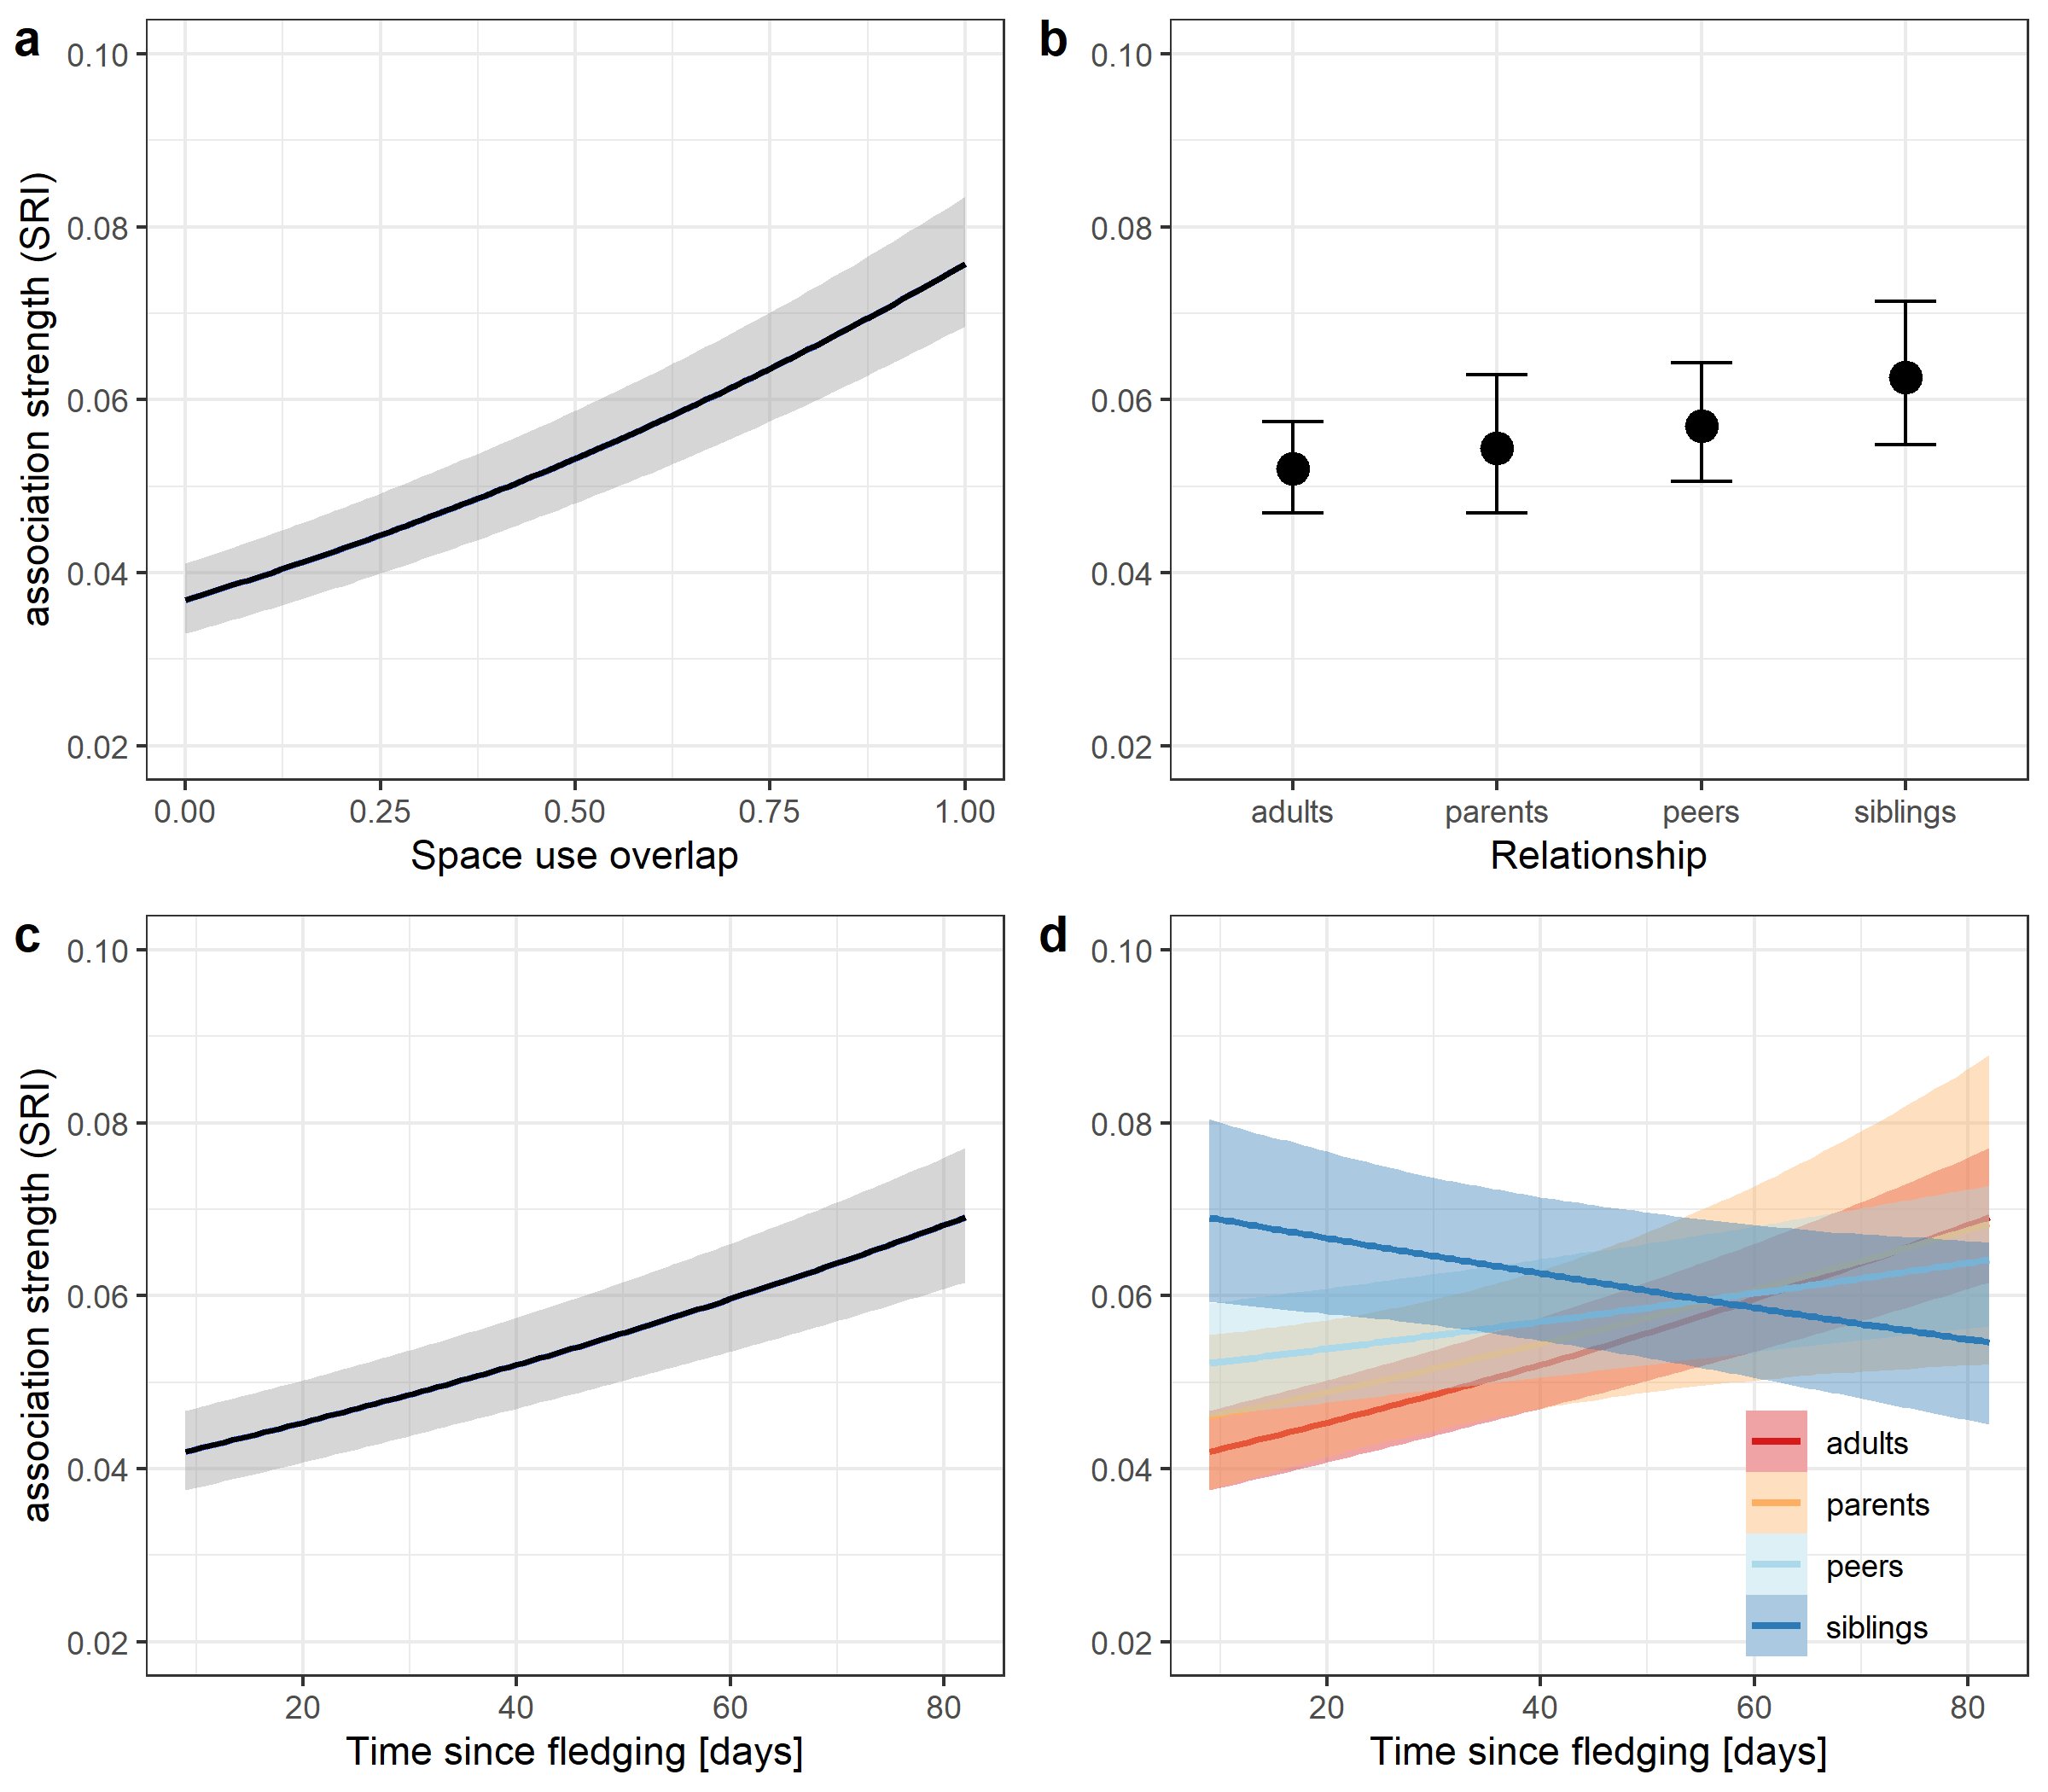 a
association strength (SRI)
0.10
0.08
0.06
0.04
0.02
0.00 0.25 0.50 0.75 1.00
Space use overlap
b
0.10
0.08
0.06
0.04
0.02
adults parents peers siblings
Relationship
c
association strength (SRI)
0.10
0.08
0.06
0.04
0.02
20 40 60 80
Time since fledging [days]
d
0.10
0.08
0.06
0.04
0.02
adults
parents
peers
siblings
20 40 60 80
Time since fledging [days]